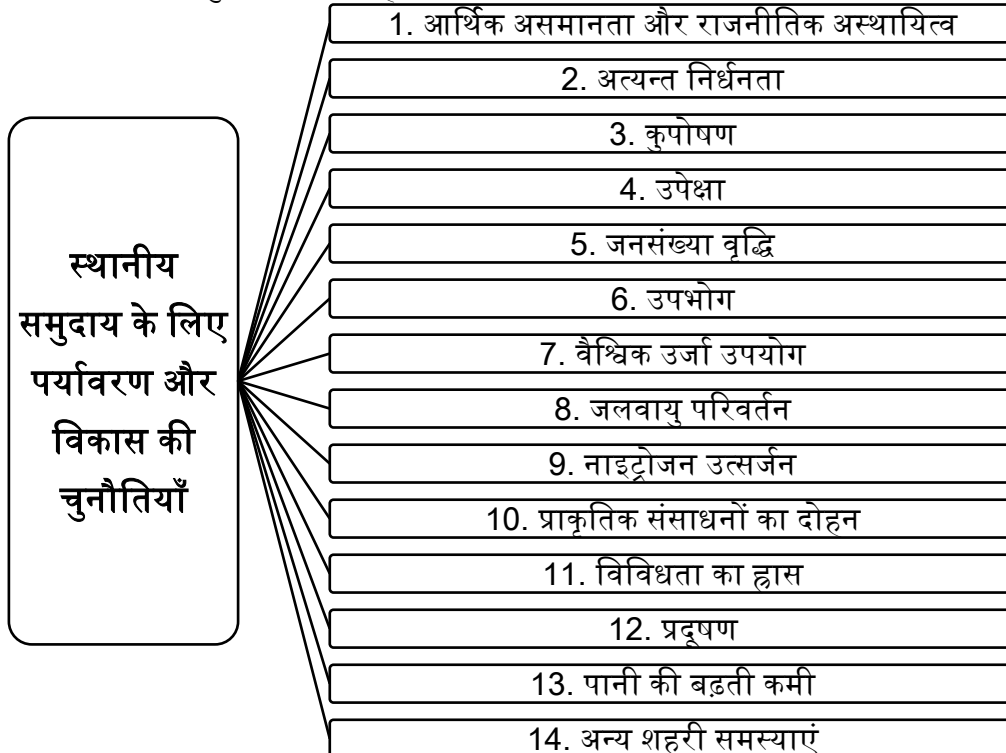 स्थानीय
समुदाय के लिए
पर्यावरण और
विकास की
चुनौतियाँ
1. आर्थिक असमानता और राजनीतिक अस्थायित्व
2. अत्यन्त निर्धनता
3. कुपोषण
4. उपेक्षा
5. जनसंख्या वृद्धि
6. उपभोग
7. वैश्विक उर्जा उपयोग
8. जलवायु परिवर्तन
9. नाइट्रोजन उत्सर्जन
10. प्राकृतिक संसाधनों का दोहन
11. विविधता का ह्रास
12. प्रदूषण
13. पानी की बढ़ती कमी
14. अन्य शहरी समस्याएं